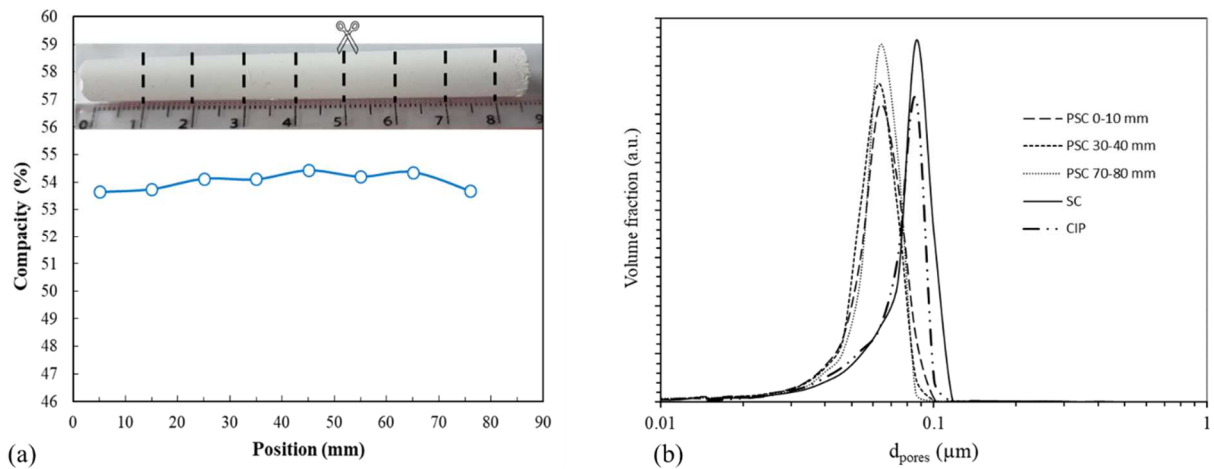 60
59
58
57
56
55
54
53
52
51
50
49
48
47
46
Compacity (%)
0 1 2 3 4 5 6 7 8 9
0 10 20 30 40 50 60 70 80 90
Position (mm)
(a)
Volume fraction (a.u.)
PSC 0-10 mm
PSC 30-40 mm
PSC 70-80 mm
SC
CIP
0.01 0.1 1
dpores (µm)
(b)